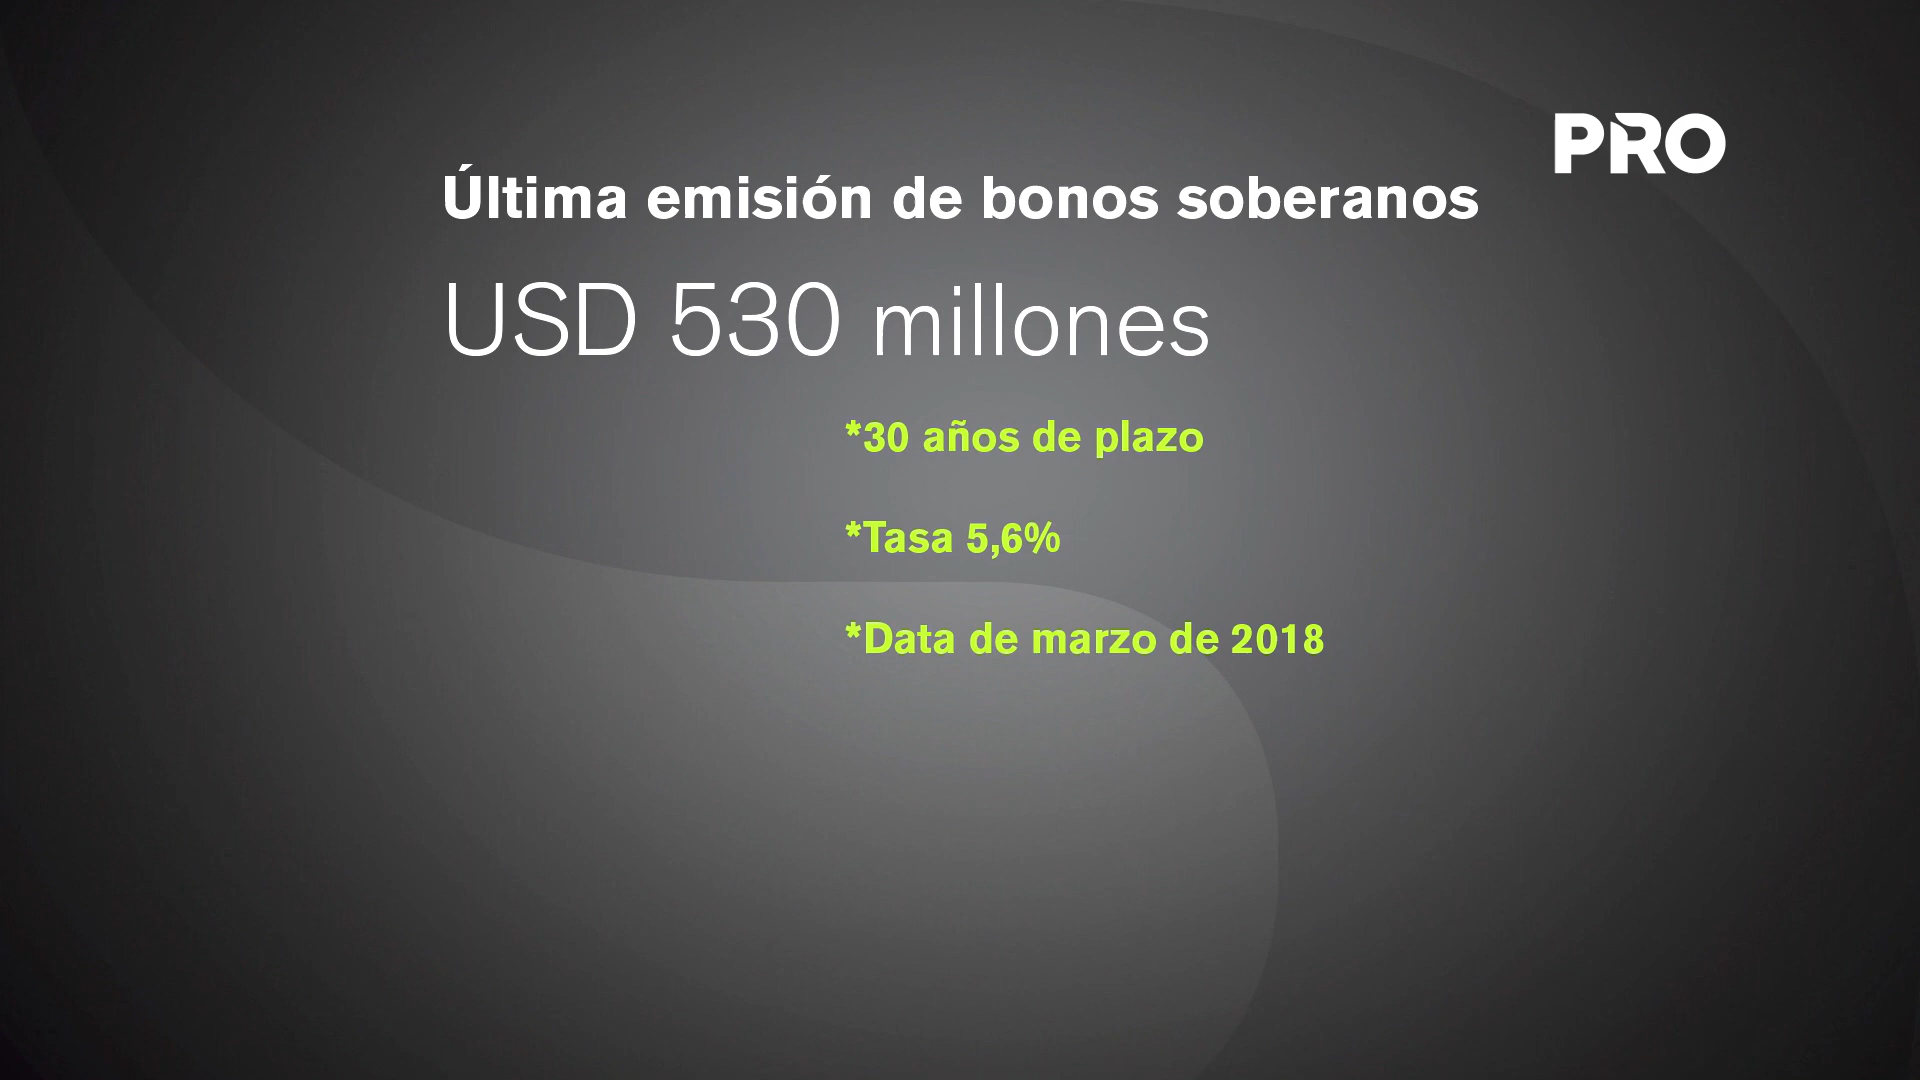 PRO
Última emisión de bonos soberanos
USD 530 millones
*30 años de plazo
*Tasa 5,6%
*Data de marzo de 2018